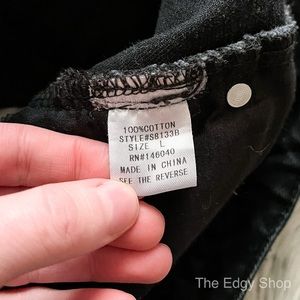 100%COTTON
STYLE#S8133B
SIZE L
RN#146040
MADE IN CHINA
SEE THE REVERSE
The Edgy Shop